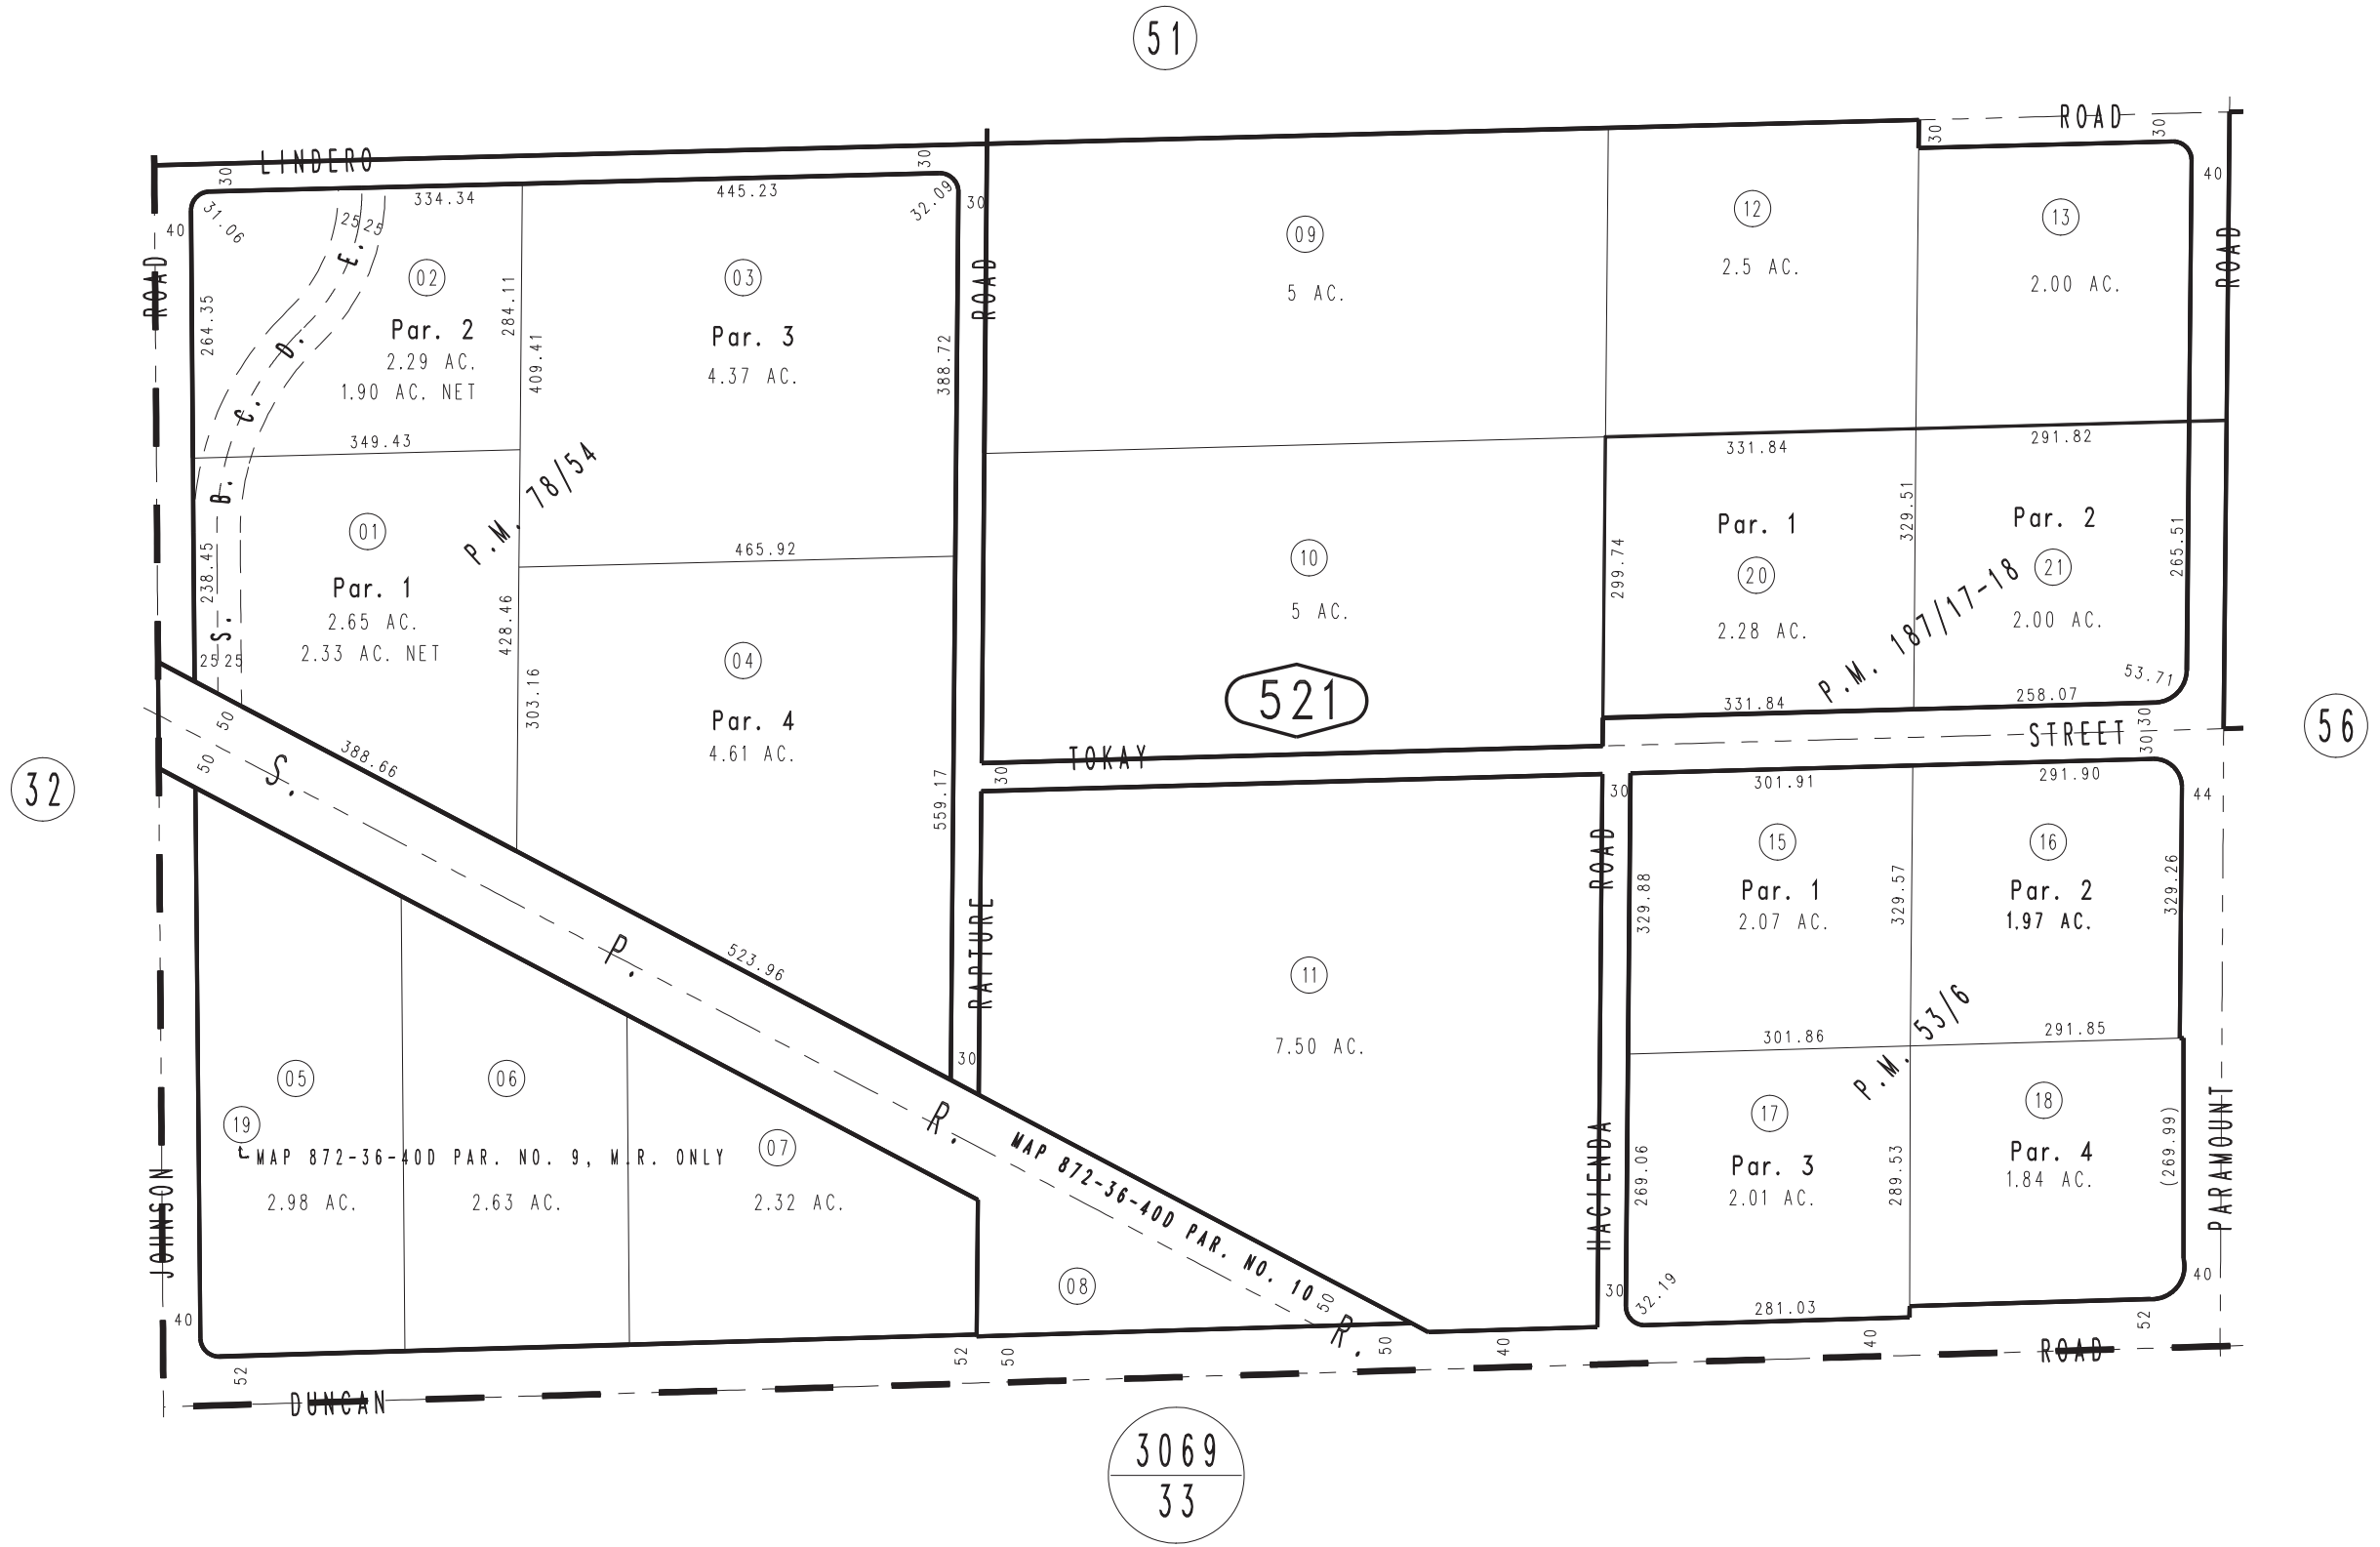 51
ROAD
30
30
LINDERO
30
30
40
334.34
445.23
31.06
25
25
32.09
30
40
09
12
13
5 AC.
2.5 AC.
2.00 AC.
ROAD
ROAD
ROAD
264.35
E.
D.
C.
B.
S.
02
Par. 2
2.29 AC.
1.90 AC. NET
284.11
409.41
03
Par. 3
4.37 AC.
388.72
349.43
P.M. 78/54
331.84
291.82
01
Par. 1
2.65 AC.
2.33 AC. NET
238.45
25
25
465.92
428.46
303.16
04
Par. 4
4.61 AC.
559.17
10
5 AC.
521
299.74
Par. 1
20
2.28 AC.
329.51
Par. 2
21
2.00 AC.
265.51
P.M. 187/17-18
53.71
331.84
258.07
30
30
STREET
TOKAY
30
56
32
50
50
388.66
S.
P.
R.
R.
523.96
301.91
291.90
30
44
ROAD
15
Par. 1
2.07 AC.
329.88
329.57
16
Par. 2
1.97 AC.
329.26
RAPTURE
30
11
7.50 AC.
301.86
291.85
P.M. 53/6
05
06
19
MAP 872-36-40D PAR. NO. 9, M.R. ONLY
07
2.98 AC.
2.63 AC.
2.32 AC.
MAP 872-36-40D PAR. NO. 10
50
08
HACIENDA
17
Par. 3
2.01 AC.
269.06
289.53
18
Par. 4
1.84 AC.
(269.99)
PARAMOUNT
JOHNSON
40
30
32.19
281.03
40
52
52
50
50
40
40
52
ROAD
DUNCAN
3069
33